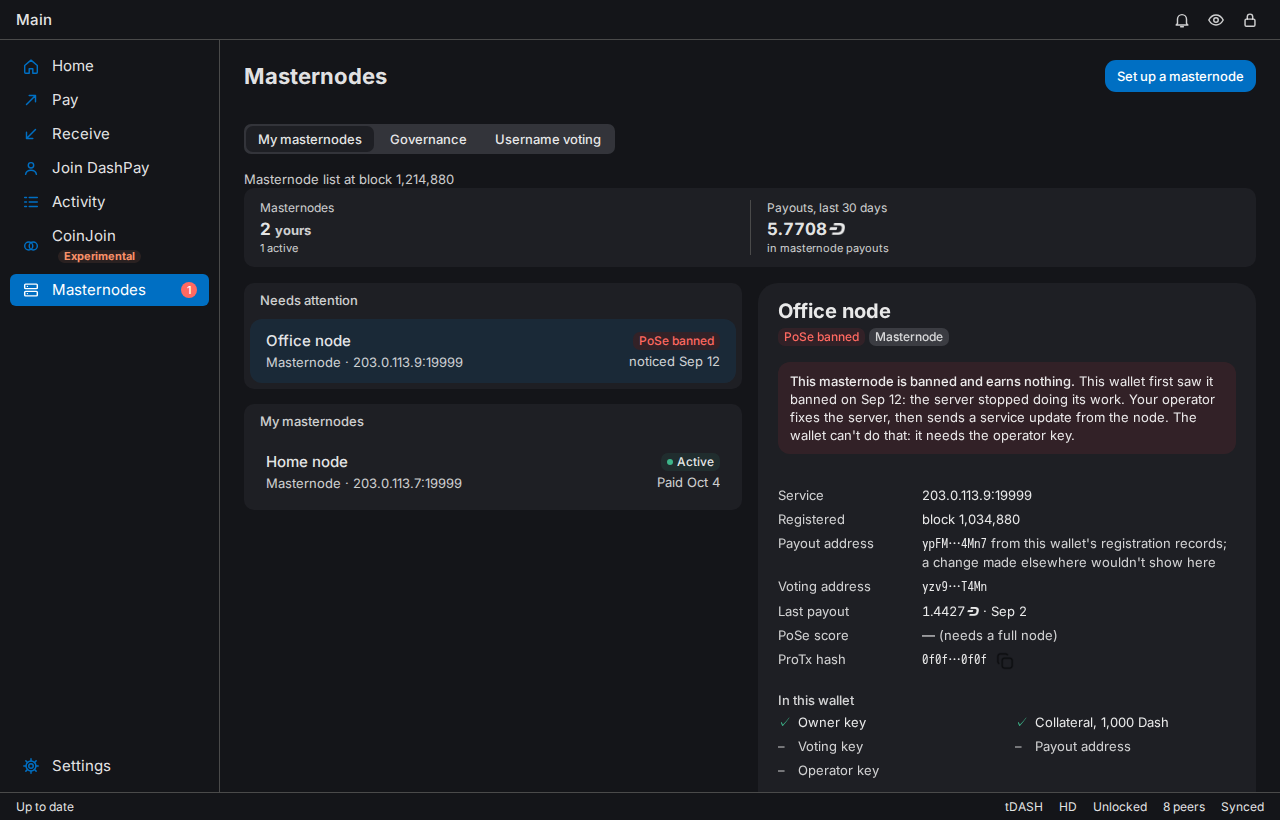 Main
Home
Pay
Receive
Join DashPay
Activity
CoinJoin
Experimental
Masternodes
1
Settings
Masternodes
Set up a masternode
My masternodes
Governance
Username voting
Masternode list at block 1,214,880
Masternodes
2 yours
1 active
Payouts, last 30 days
5.7708
in masternode payouts
Needs attention
Office node
PoSe banned
Masternode · 203.0.113.9:19999
noticed Sep 12
My masternodes
Home node
Active
Masternode · 203.0.113.7:19999
Paid Oct 4
Office node
PoSe banned
Masternode
This masternode is banned and earns nothing. This wallet first saw it
banned on Sep 12: the server stopped doing its work. Your operator
fixes the server, then sends a service update from the node. The
wallet can't do that: it needs the operator key.
Service
203.0.113.9:19999
Registered
block 1,034,880
Payout address
ypFM···4Mn7 from this wallet's registration records;
a change made elsewhere wouldn't show here
Voting address
yzv9···T4Mn
Last payout
1.4427 · Sep 2
PoSe score
— (needs a full node)
ProTx hash
0f0f···0f0f
In this wallet
✓ Owner key
✓ Collateral, 1,000 Dash
– Voting key
– Payout address
– Operator key
Up to date
tDASH
HD
Unlocked
8 peers
Synced